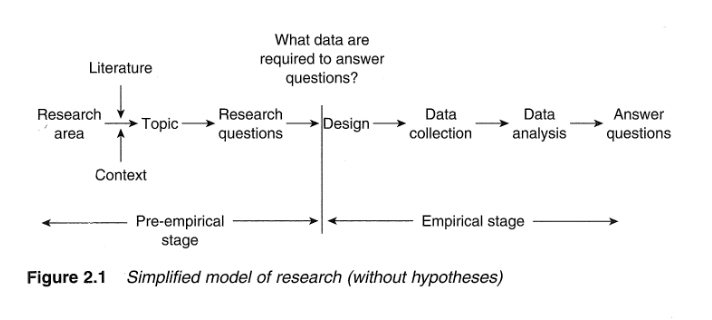 What data are
required to answer
questions?
Literature
Research
area
Topic
Research
questions
Design
Data
collection
Data
analysis
Answer
questions
Context
Pre-empirical
stage
Empirical stage
Figure 2.1 Simplified model of research (without hypotheses)